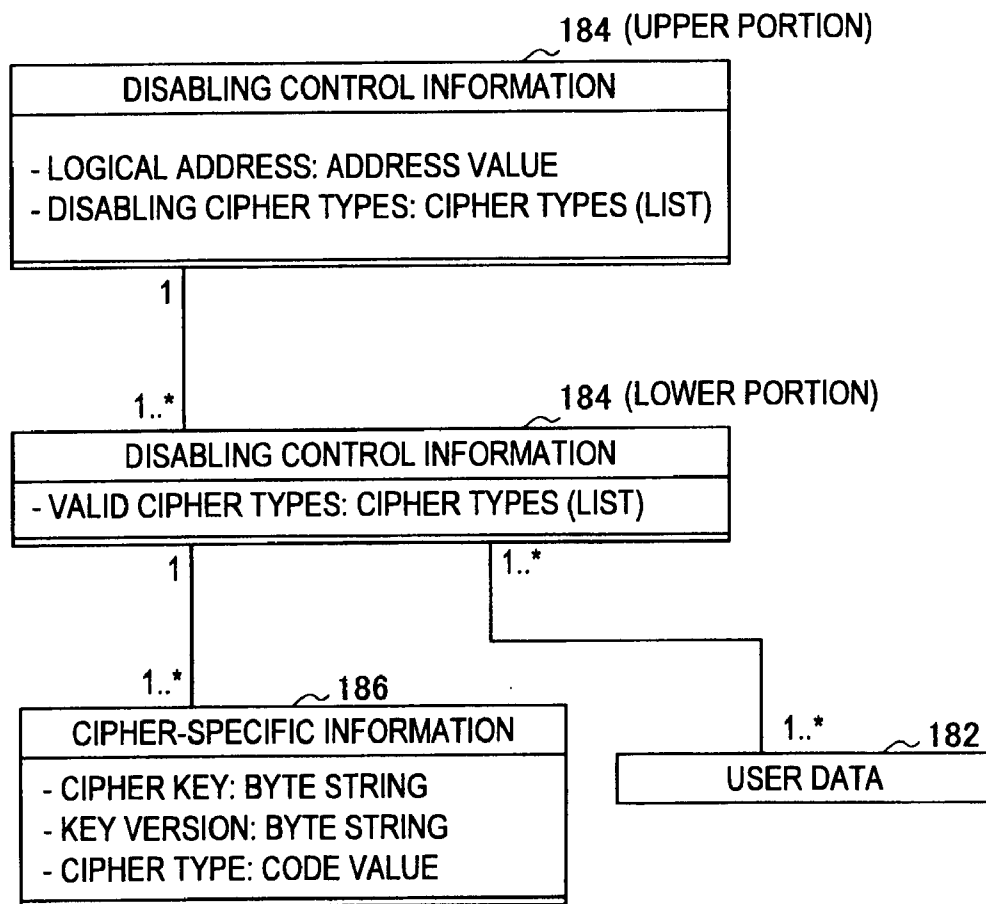 184 (UPPER PORTION)
DISABLING CONTROL INFORMATION
- LOGICAL ADDRESS: ADDRESS VALUE
- DISABLING CIPHER TYPES: CIPHER TYPES (LIST)
1
1..*
184 (LOWER PORTION)
DISABLING CONTROL INFORMATION
- VALID CIPHER TYPES: CIPHER TYPES (LIST)
1
1..*
1..*
186
CIPHER-SPECIFIC INFORMATION
- CIPHER KEY: BYTE STRING
- KEY VERSION: BYTE STRING
- CIPHER TYPE: CODE VALUE
1..*
182
USER DATA